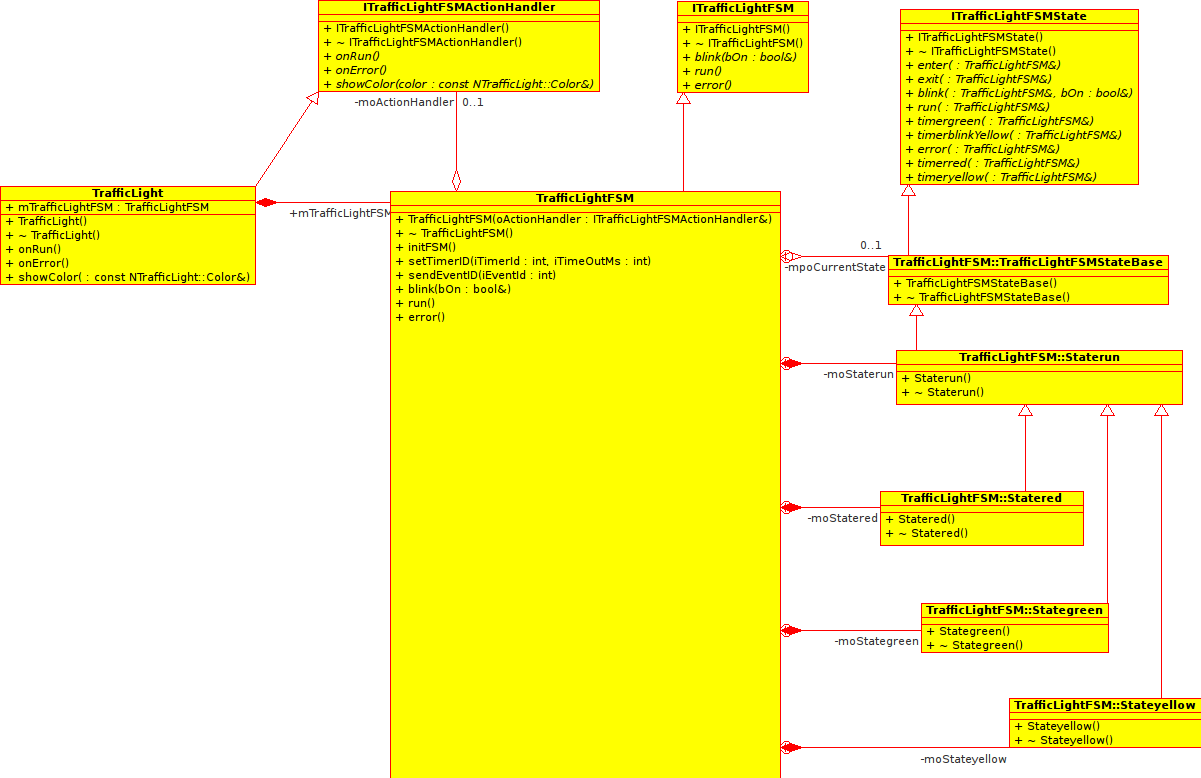 ITrafficLightFSMActionHandler
+ ITrafficLightFSMActionHandler()
+ ~ ITrafficLightFSMActionHandler()
+ onRun()
+ onError()
+ showColor(color : const NTrafficLight::Color&)
-moActionHandler 0..1
ITrafficLightFSM
+ ITrafficLightFSM()
+ ~ ITrafficLightFSM()
+ blink(bOn : bool&)
+ run()
+ error()
ITrafficLightFSMState
+ ITrafficLightFSMState()
+ ~ ITrafficLightFSMState()
+ enter( : TrafficLightFSM&)
+ exit( : TrafficLightFSM&)
+ blink( : TrafficLightFSM&, bOn : bool&)
+ run( : TrafficLightFSM&)
+ timergreen( : TrafficLightFSM&)
+ timerblinkYellow( : TrafficLightFSM&)
+ error( : TrafficLightFSM&)
+ timerred( : TrafficLightFSM&)
+ timeryellow( : TrafficLightFSM&)
TrafficLight
+ mTrafficLightFSM : TrafficLightFSM
+ TrafficLight()
+ ~ TrafficLight()
+ onRun()
+ onError()
+ showColor( : const NTrafficLight::Color&)
+mTrafficLightFSM
TrafficLightFSM
+ TrafficLightFSM(oActionHandler : ITrafficLightFSMActionHandler&)
+ ~ TrafficLightFSM()
+ initFSM()
+ setTimerID(iTimerId : int, iTimeOutMs : int)
+ sendEventID(iEventId : int)
+ blink(bOn : bool&)
+ run()
+ error()
0..1
-mpoCurrentState
TrafficLightFSM::TrafficLightFSMStateBase
+ TrafficLightFSMStateBase()
+ ~ TrafficLightFSMStateBase()
-moStaterun
TrafficLightFSM::Staterun
+ Staterun()
+ ~ Staterun()
-moStatered
TrafficLightFSM::Statered
+ Statered()
+ ~ Statered()
-moStategreen
TrafficLightFSM::Stategreen
+ Stategreen()
+ ~ Stategreen()
-moStateyellow
TrafficLightFSM::Stateyellow
+ Stateyellow()
+ ~ Stateyellow()